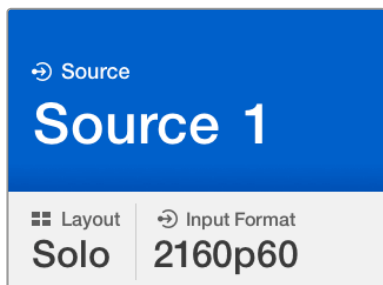 Source
Source 1
Layout
Input Format
Solo
2160p60